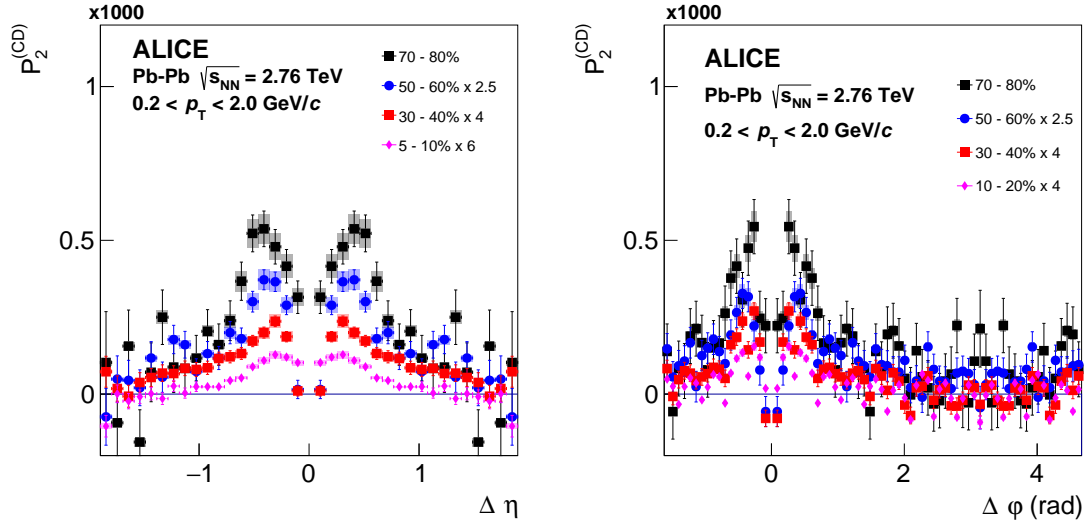 x1000
P₂⁽ᶜᴰ⁾
1
0.5
0
ALICE
Pb-Pb √sNN = 2.76 TeV
0.2 < pT < 2.0 GeV/c
70 - 80%
50 - 60% x 2.5
30 - 40% x 4
5 - 10% x 6
−1 0 1
Δ η
x1000
P₂⁽ᶜᴰ⁾
1
0.5
0
ALICE
Pb-Pb √sNN = 2.76 TeV
0.2 < pT < 2.0 GeV/c
70 - 80%
50 - 60% x 2.5
30 - 40% x 4
10 - 20% x 4
0 2 4
Δ φ (rad)